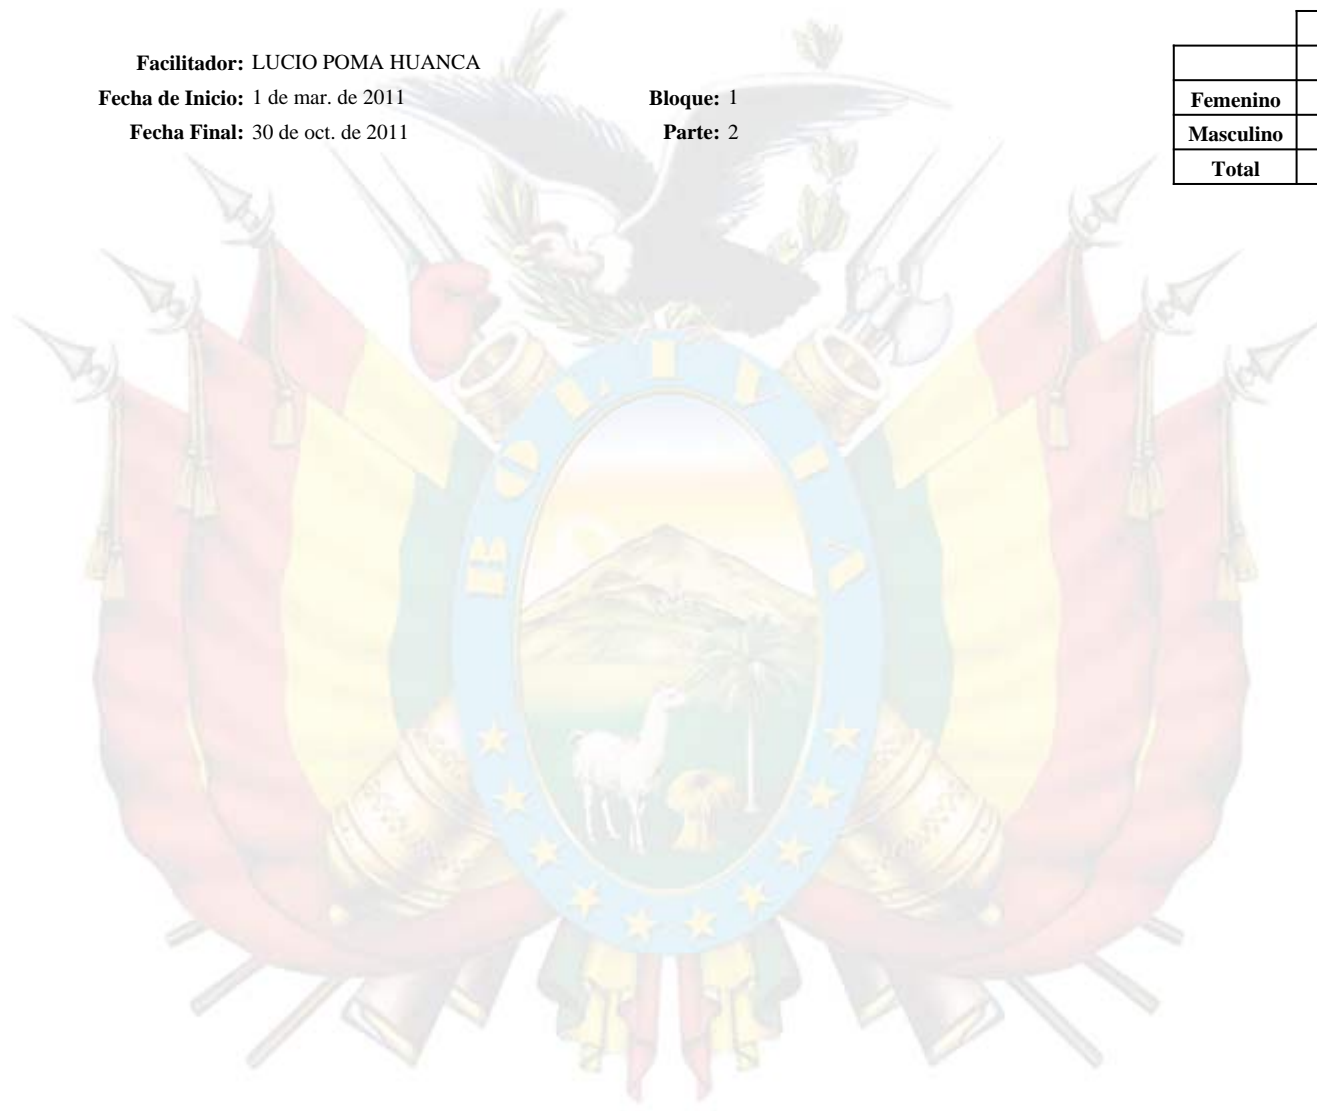 Facilitador: LUCIO POMA HUANCA
Fecha de Inicio: 1 de mar. de 2011 Bloque: 1
Fecha Final: 30 de oct. de 2011 Parte: 2
Femenino
Masculino
Total
BOLIVIA